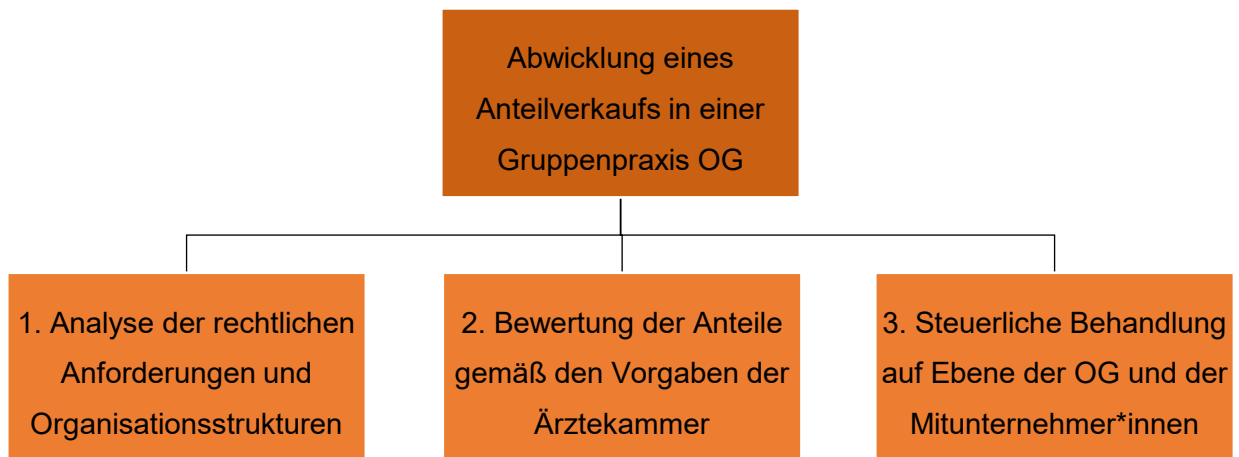 Abwicklung eines
Anteilverkaufs in einer
Gruppenpraxis OG
1. Analyse der rechtlichen
Anforderungen und
Organisationsstrukturen
2. Bewertung der Anteile
gemäß den Vorgaben der
Ärztekammer
3. Steuerliche Behandlung
auf Ebene der OG und der
Mitunternehmer*innen